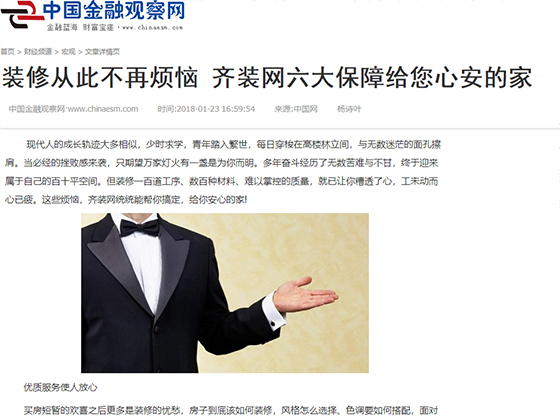 中国金融观察网
金融蓝海 财富宝座 · www.chinaesm.com
首页 > 财经频道 > 宏观 > 文章详情页
装修从此不再烦恼 齐装网六大保障给您心安的家
中国金融观察网·www.chinaesm.com 时间:2018-01-23 16:59:54 来源:中国网 杨诗叶
现代人的成长轨迹大多相似，少时求学，青年踏入繁世，每日穿梭在高楼林立间，与无数迷茫的面孔擦
肩。当必经的挫败感来袭，只期望万家灯火有一盏是为你而明。多年奋斗经历了无数苦难与不甘，终于迎来
属于自己的百十平空间。但装修一百道工序、数百种材料、难以掌控的质量，就已让你糟透了心，工未动而
心已疲。这些烦恼，齐装网统统能帮你搞定，给你安心的家!
优质服务使人放心
买房短暂的欢喜之后更多是装修的忧愁，房子到底该如何装修，风格怎么选择、色调要如何搭配，面对